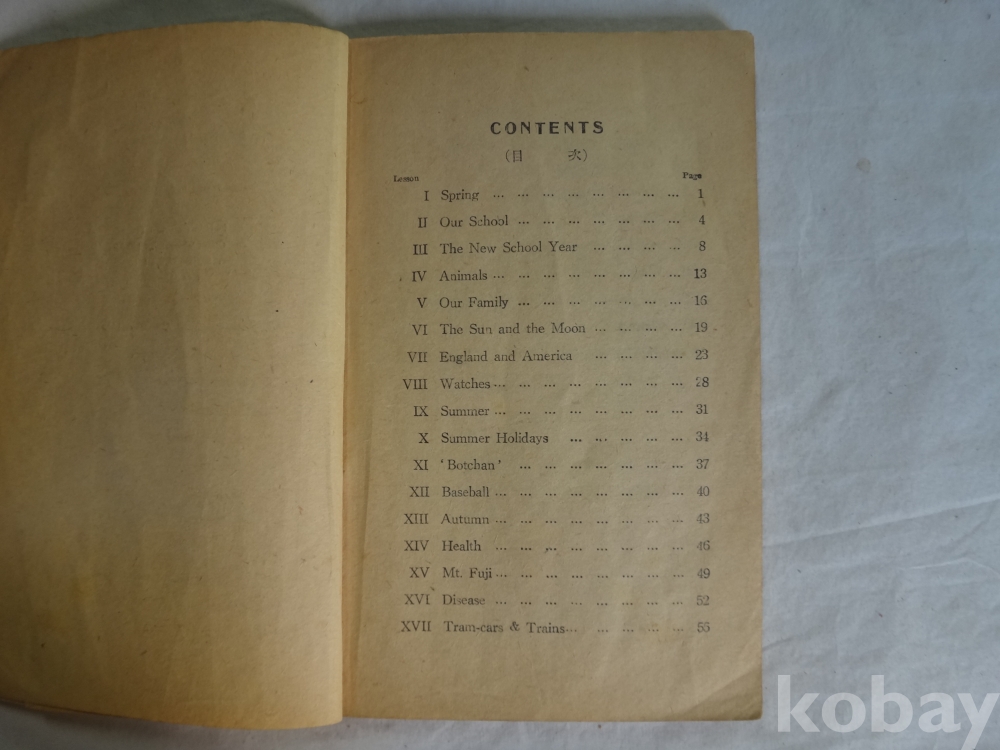 CONTENTS
（目 次）
Lesson Page
I Spring ... ... ... ... ... ... ... ... 1
II Our School ... ... ... ... ... ... ... 4
III The New School Year ... ... ... ... 8
IV Animals ... ... ... ... ... ... ... ... 13
V Our Family ... ... ... ... ... ... ... 16
VI The Sun and the Moon ... ... ... ... 19
VII England and America ... ... ... ... 23
VIII Watches ... ... ... ... ... ... ... ... 28
IX Summer ... ... ... ... ... ... ... ... 31
X Summer Holidays ... ... ... ... ... 34
XI ‘Botchan’ ... ... ... ... ... ... ... 37
XII Baseball ... ... ... ... ... ... ... ... 40
XIII Autumn ... ... ... ... ... ... ... ... 43
XIV Health ... ... ... ... ... ... ... ... 46
XV Mt. Fuji ... ... ... ... ... ... ... ... 49
XVI Disease ... ... ... ... ... ... ... ... 52
XVII Tram-cars & Trains ... ... ... ... ... 55
kobay